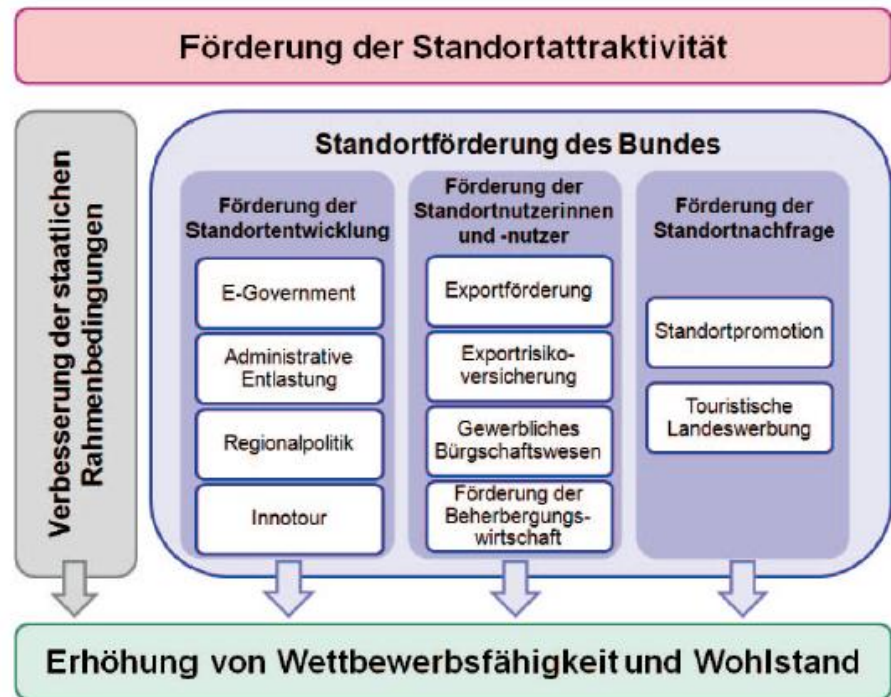 Förderung der Standortattraktivität
Verbesserung der staatlichen
Rahmenbedingungen
Standortförderung des Bundes
Förderung der
Standortentwicklung
E-Government
Administrative
Entlastung
Regionalpolitik
Innotour
Förderung der
Standortnutzerinnen
und -nutzer
Exportförderung
Exportrisiko-
versicherung
Gewerbliches
Bürgschaftswesen
Förderung der
Beherbergungs-
wirtschaft
Förderung der
Standortnachfrage
Standortpromotion
Touristische
Landeswerbung
Erhöhung von Wettbewerbsfähigkeit und Wohlstand